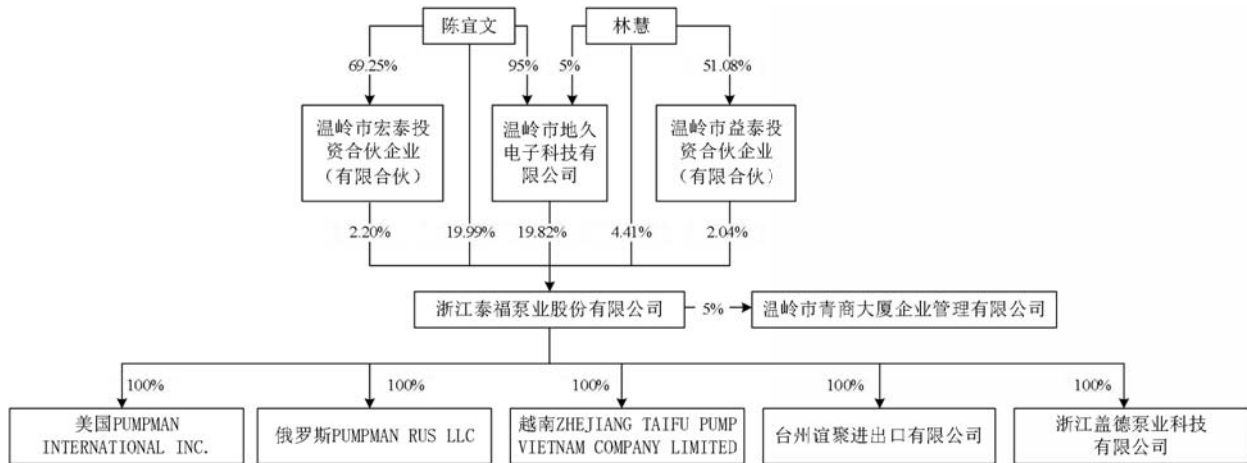 陈宜文
林慧
69.25%
95%
5%
51.08%
温岭市宏泰投
资合伙企业
（有限合伙）
温岭市地久
电子科技有
限公司
温岭市益泰投
资合伙企业
（有限合伙）
2.20%
19.99%
19.82%
4.41%
2.04%
浙江泰福泵业股份有限公司
5%
温岭市青商大厦企业管理有限公司
100%
100%
100%
100%
100%
美国PUMPMAN
INTERNATIONAL INC.
俄罗斯PUMPMAN RUS LLC
越南ZHEJIANG TAIFU PUMP
VIETNAM COMPANY LIMITED
台州谊聚进出口有限公司
浙江盖德泵业科技
有限公司